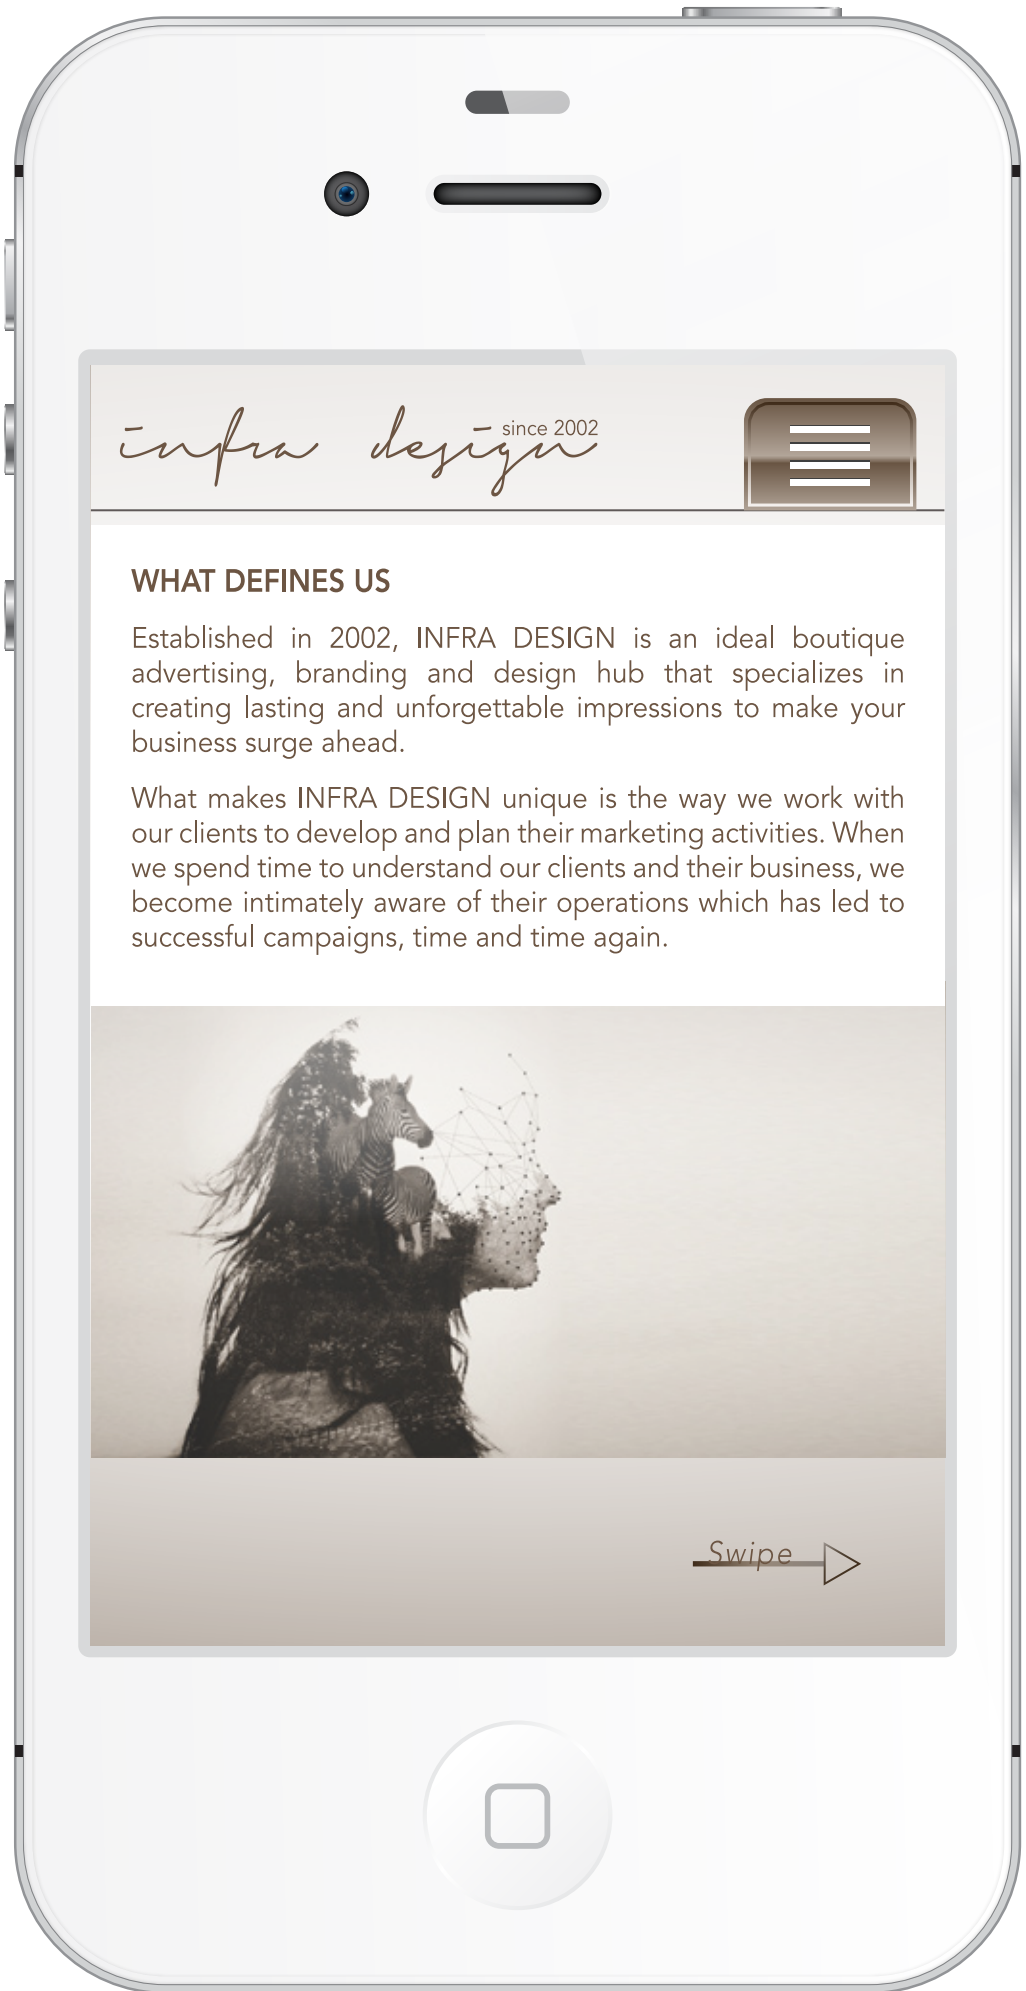 infra design since 2002
WHAT DEFINES US
Established in 2002, INFRA DESIGN is an ideal boutique
advertising, branding and design hub that specializes in
creating lasting and unforgettable impressions to make your
business surge ahead.
What makes INFRA DESIGN unique is the way we work with
our clients to develop and plan their marketing activities. When
we spend time to understand our clients and their business, we
become intimately aware of their operations which has led to
successful campaigns, time and time again.
Swipe